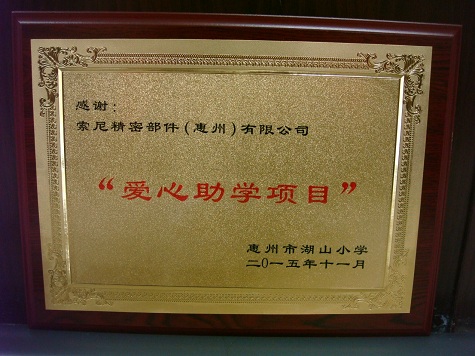 感谢：
索尼精密部件(惠州)有限公司
“爱心助学项目”
惠州市湖山小学
二0一五年十一月